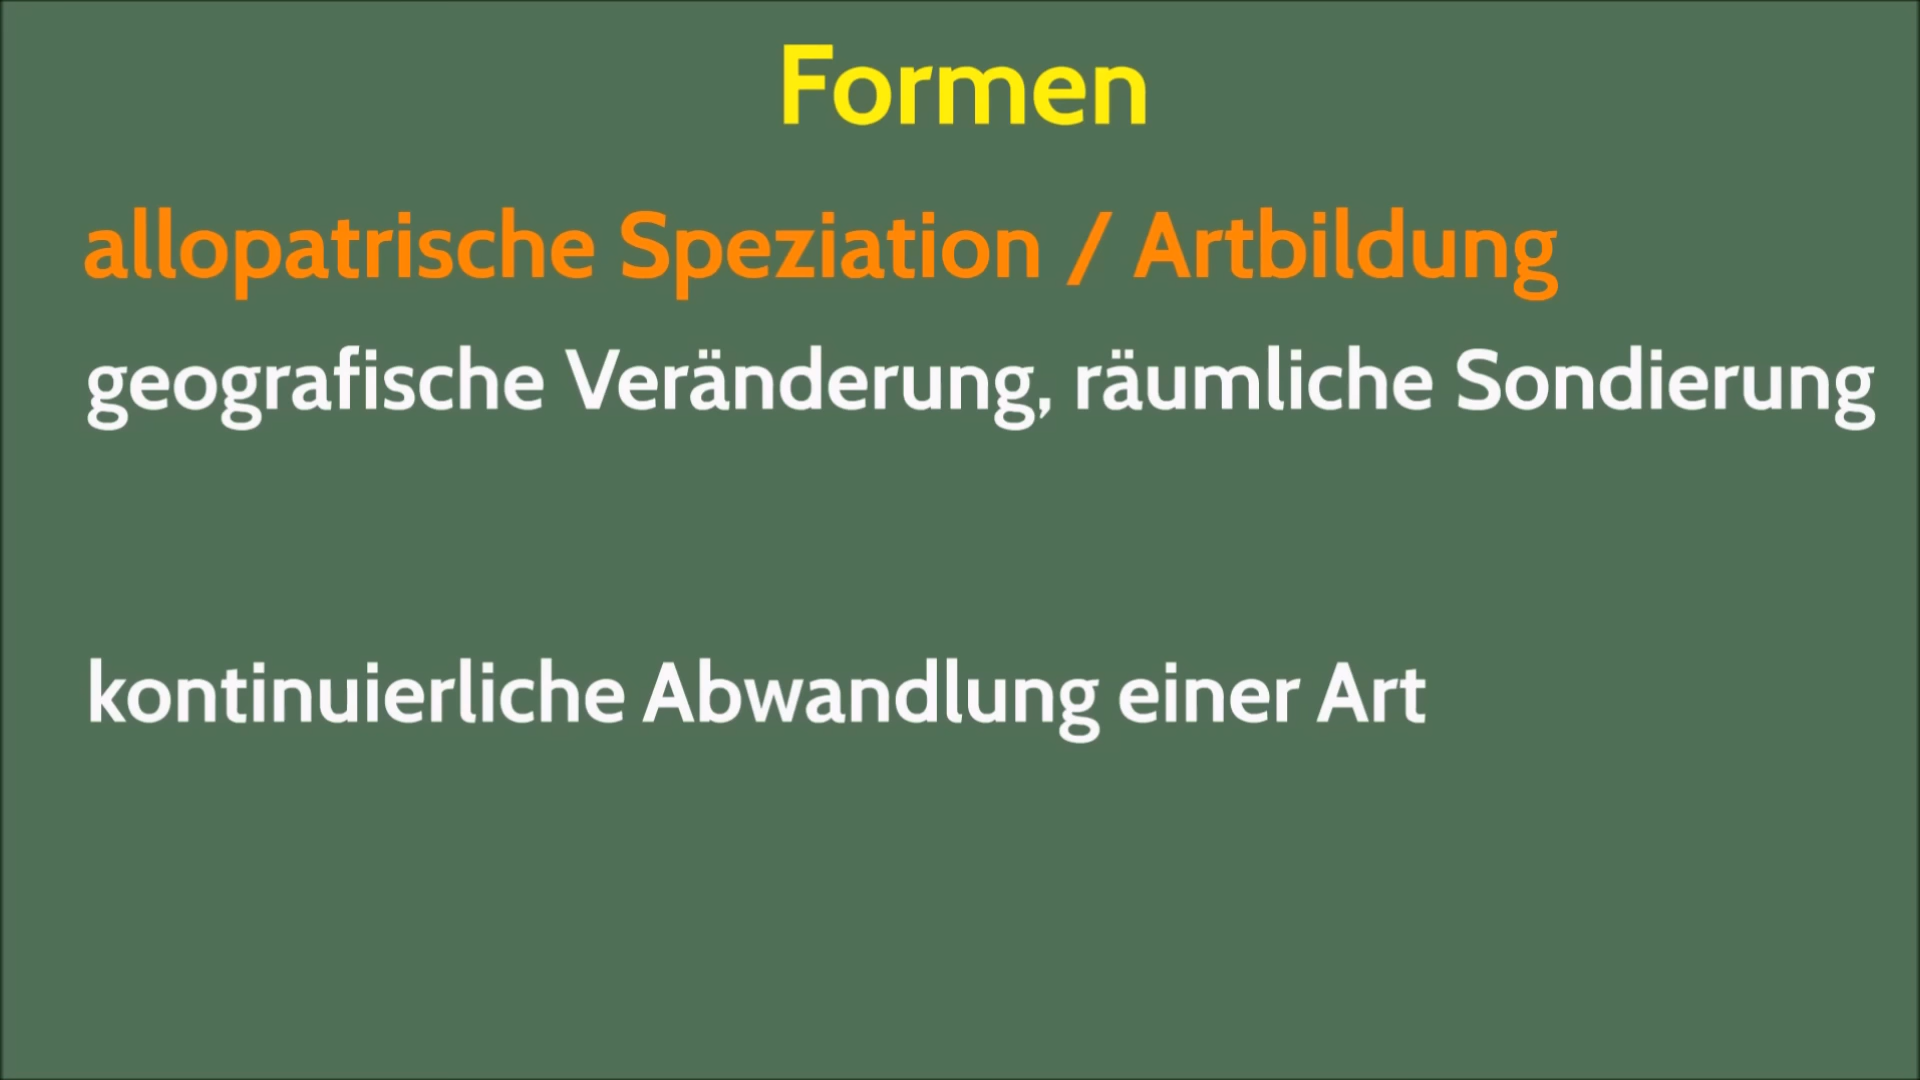 Formen
allopatrische Speziation / Artbildung
geografische Veränderung, räumliche Sondierung
kontinuierliche Abwandlung einer Art